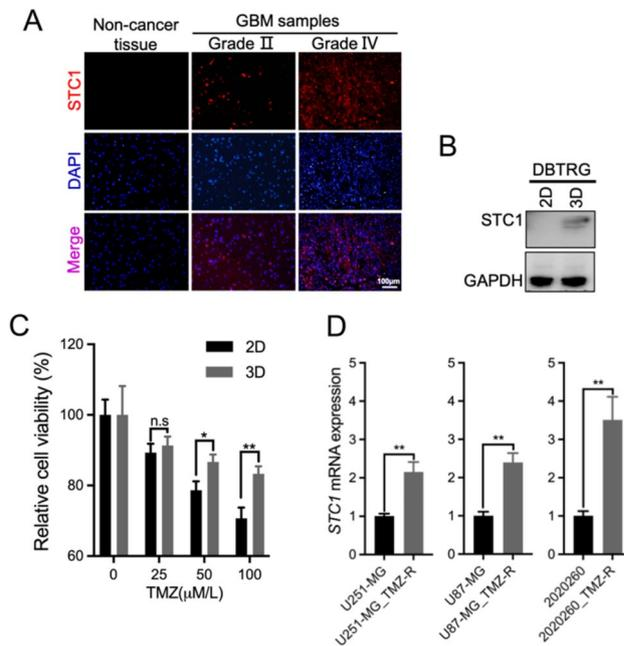 A
Non-cancer
tissue
GBM samples
Grade Ⅱ
Grade Ⅳ
STC1
DAPI
Merge
100μm
B
DBTRG
2D
3D
STC1
GAPDH
C
Relative cell viability (%)
120
100
80
60
2D
3D
n.s
*
**
0
25
50
100
TMZ(μM/L)
D
STC1 mRNA expression
5
4
3
2
1
0
**
U251-MG
U251-MG_TMZ-R
5
4
3
2
1
0
**
U87-MG
U87-MG_TMZ-R
5
4
3
2
1
0
**
2020260
2020260_TMZ-R